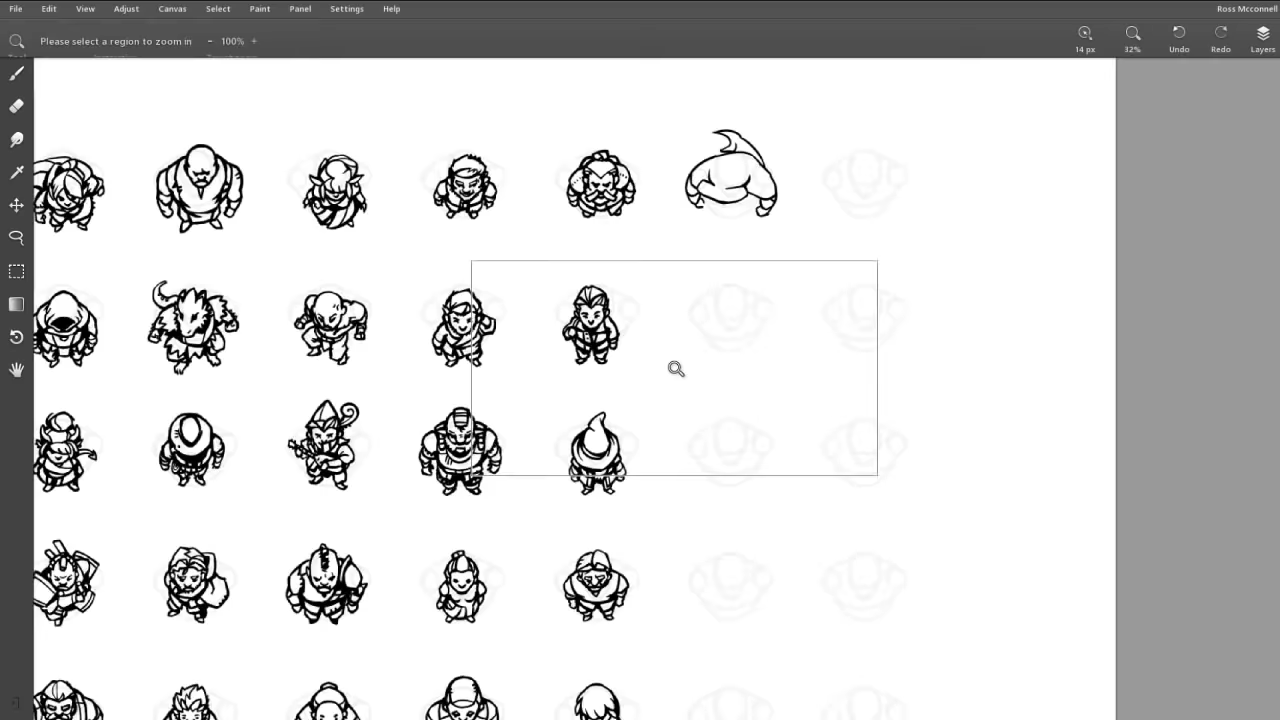 File Edit View Adjust Canvas Select Paint Panel Settings Help Ross Mcconnell
Please select a region to zoom in − 100% +
14 px 32% Undo Redo Layers